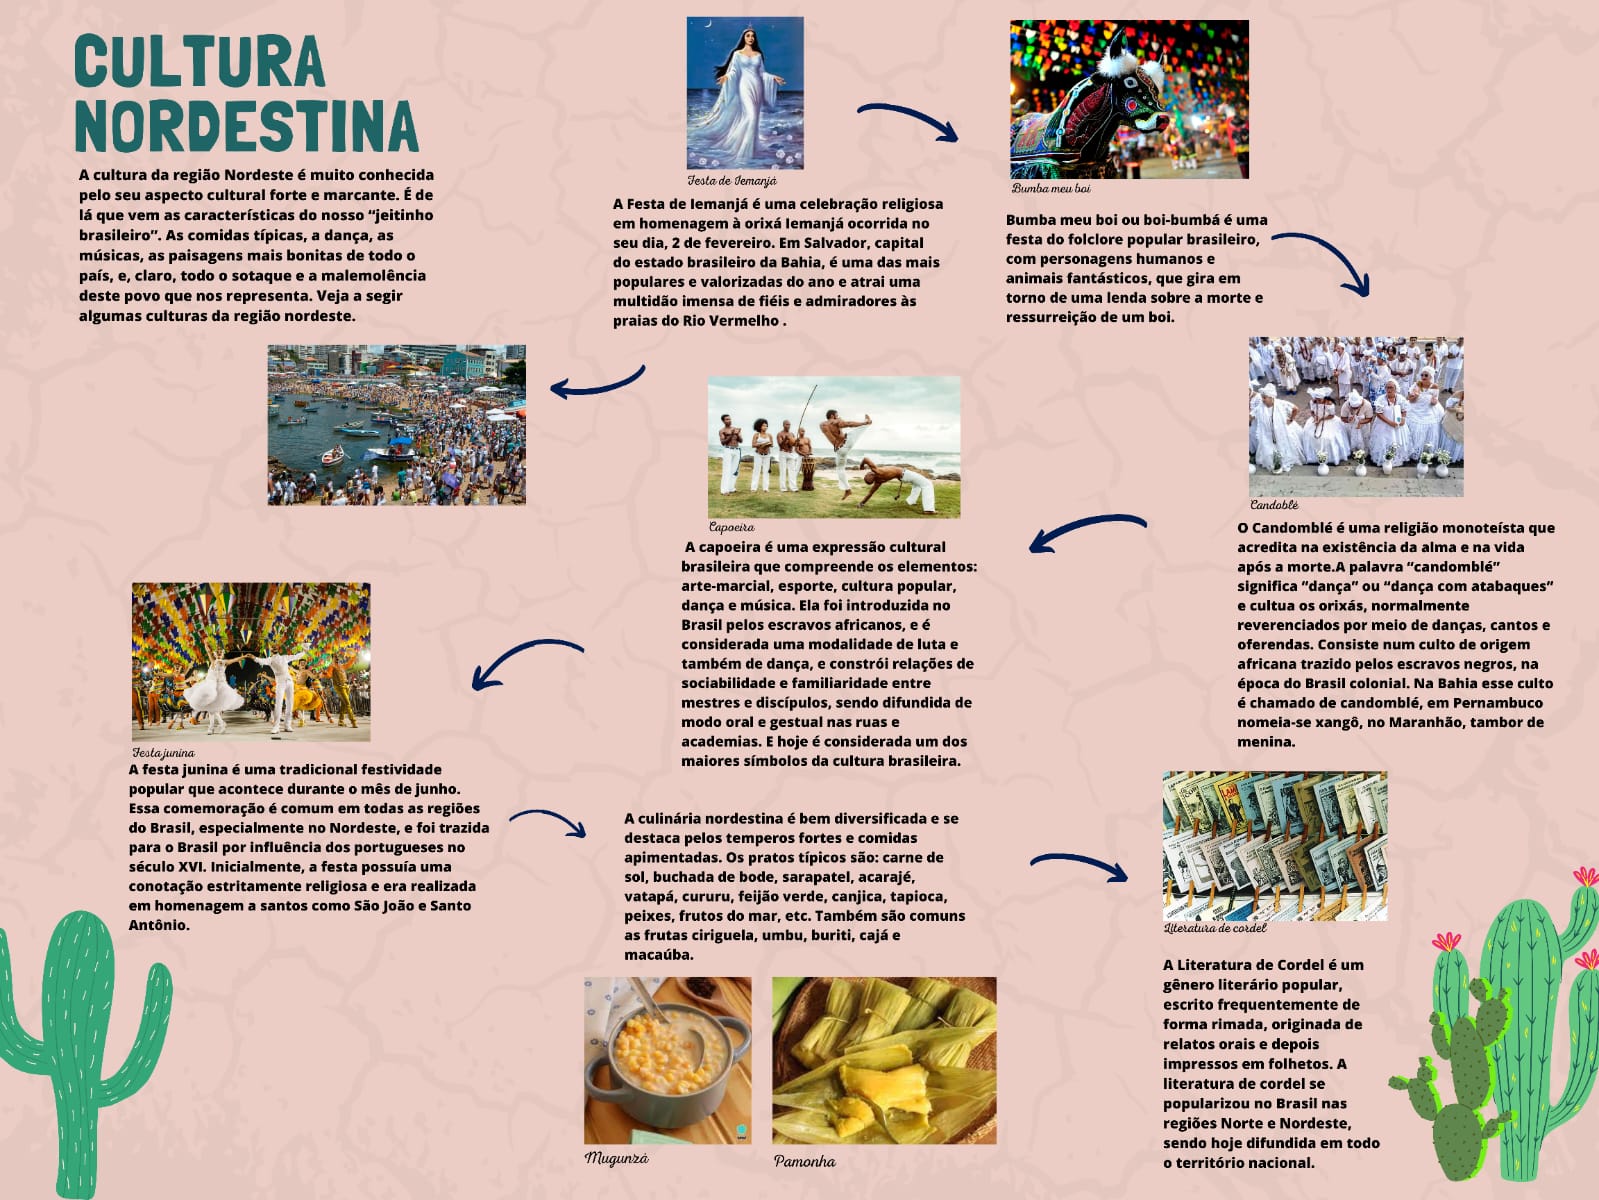 CULTURA
NORDESTINA
A cultura da região Nordeste é muito conhecida
pelo seu aspecto cultural forte e marcante. É de
lá que vem as características do nosso “jeitinho
brasileiro”. As comidas típicas, a dança, as
músicas, as paisagens mais bonitas de todo o
país, e, claro, todo o sotaque e a malemolência
deste povo que nos representa. Veja a segir
algumas culturas da região nordeste.
Festa de Iemanjá
A Festa de Iemanjá é uma celebração religiosa
em homenagem à orixá Iemanjá ocorrida no
seu dia, 2 de fevereiro. Em Salvador, capital
do estado brasileiro da Bahia, é uma das mais
populares e valorizadas do ano e atrai uma
multidão imensa de fiéis e admiradores às
praias do Rio Vermelho .
Bumba meu boi
Bumba meu boi ou boi-bumbá é uma
festa do folclore popular brasileiro,
com personagens humanos e
animais fantásticos, que gira em
torno de uma lenda sobre a morte e
ressurreição de um boi.
Candoblé
O Candomblé é uma religião monoteísta que
acredita na existência da alma e na vida
após a morte.A palavra “candomblé”
significa “dança” ou “dança com atabaques”
e cultua os orixás, normalmente
reverenciados por meio de danças, cantos e
oferendas. Consiste num culto de origem
africana trazido pelos escravos negros, na
época do Brasil colonial. Na Bahia esse culto
é chamado de candomblé, em Pernambuco
nomeia-se xangô, no Maranhão, tambor de
menina.
Capoeira
A capoeira é uma expressão cultural
brasileira que compreende os elementos:
arte-marcial, esporte, cultura popular,
dança e música. Ela foi introduzida no
Brasil pelos escravos africanos, e é
considerada uma modalidade de luta e
também de dança, e constrói relações de
sociabilidade e familiaridade entre
mestres e discípulos, sendo difundida de
modo oral e gestual nas ruas e
academias. E hoje é considerada um dos
maiores símbolos da cultura brasileira.
Festa junina
A festa junina é uma tradicional festividade
popular que acontece durante o mês de junho.
Essa comemoração é comum em todas as regiões
do Brasil, especialmente no Nordeste, e foi trazida
para o Brasil por influência dos portugueses no
século XVI. Inicialmente, a festa possuía uma
conotação estritamente religiosa e era realizada
em homenagem a santos como São João e Santo
Antônio.
A culinária nordestina é bem diversificada e se
destaca pelos temperos fortes e comidas
apimentadas. Os pratos típicos são: carne de
sol, buchada de bode, sarapatel, acarajé,
vatapá, cururu, feijão verde, canjica, tapioca,
peixes, frutos do mar, etc. Também são comuns
as frutas ciriguela, umbu, buriti, cajá e
macaúba.
Mugunzá
Pamonha
Literatura de cordel
A Literatura de Cordel é um
gênero literário popular,
escrito frequentemente de
forma rimada, originada de
relatos orais e depois
impressos em folhetos. A
literatura de cordel se
popularizou no Brasil nas
regiões Norte e Nordeste,
sendo hoje difundida em todo
o território nacional.